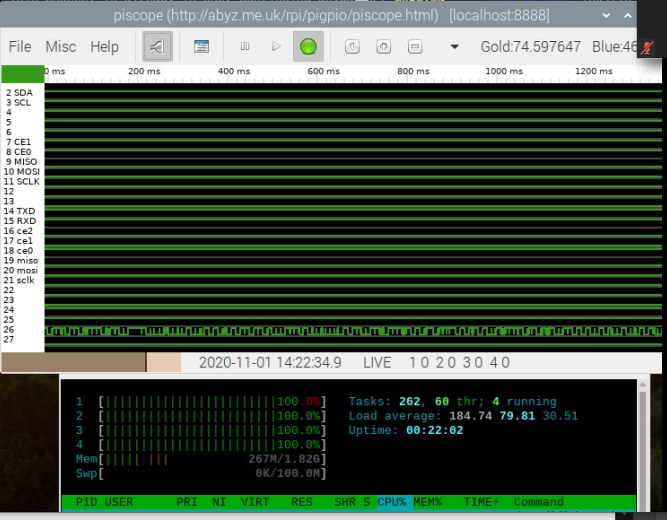 piscope (http://abyz.me.uk/rpi/pigpio/piscope.html) [localhost:8888]
File Misc Help Gold:74.597647 Blue:46
0 ms 200 ms 400 ms 600 ms 800 ms 1000 ms 1200 ms
2 SDA
3 SCL
4
5
6
7 CE1
8 CE0
9 MISO
10 MOSI
11 SCLK
12
13
14 TXD
15 RXD
16 ce2
17 ce1
18 ce0
19 miso
20 mosi
21 sclk
22
23
24
25
26
27
2020-11-01 14:22:34.9 LIVE 1 0 2 0 3 0 4 0
1 [||||||||||||||||||||||||||100.0%] Tasks: 262, 60 thr; 4 running
2 [||||||||||||||||||||||||||100.0%] Load average: 184.74 79.81 30.51
3 [||||||||||||||||||||||||||100.0%] Uptime: 00:22:02
4 [||||||||||||||||||||||||||100.0%]
Mem[||||||||| 267M/1.82G]
Swp[ 0K/100.0M]
PID USER PRI NI VIRT RES SHR S CPU% MEM% TIME+ Command